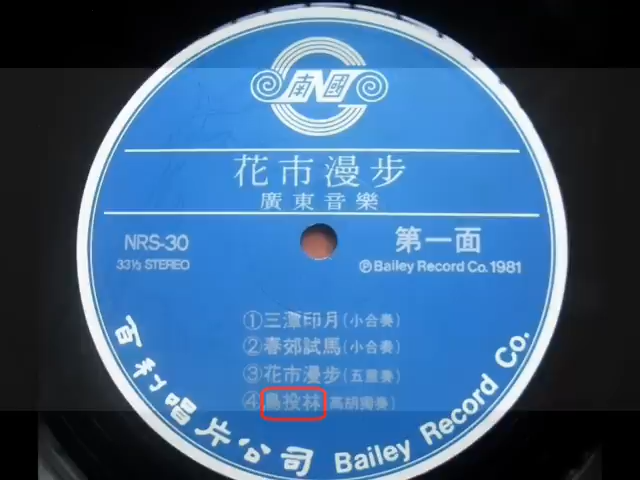 南國
花市漫步
廣東音樂
NRS-30
33⅓ STEREO
第一面
℗Bailey Record Co. 1981
①三潭印月(小合奏)
②春郊試馬(小合奏)
③花市漫步(五重奏)
④鳥投林(高胡獨奏)
百利唱片公司 Bailey Record Co.